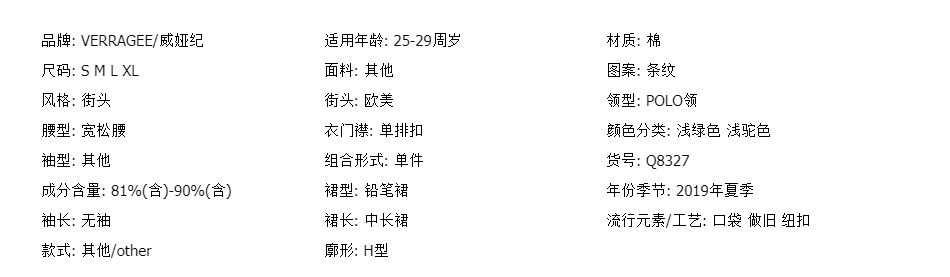 品牌: VERRAGEE/威娅纪 适用年龄: 25-29周岁 材质: 棉
尺码: S M L XL 面料: 其他 图案: 条纹
风格: 街头 街头: 欧美 领型: POLO领
腰型: 宽松腰 衣门襟: 单排扣 颜色分类: 浅绿色 浅驼色
袖型: 其他 组合形式: 单件 货号: Q8327
成分含量: 81%(含)-90%(含) 裙型: 铅笔裙 年份季节: 2019年夏季
袖长: 无袖 裙长: 中长裙 流行元素/工艺: 口袋 做旧 纽扣
款式: 其他/other 廓形: H型